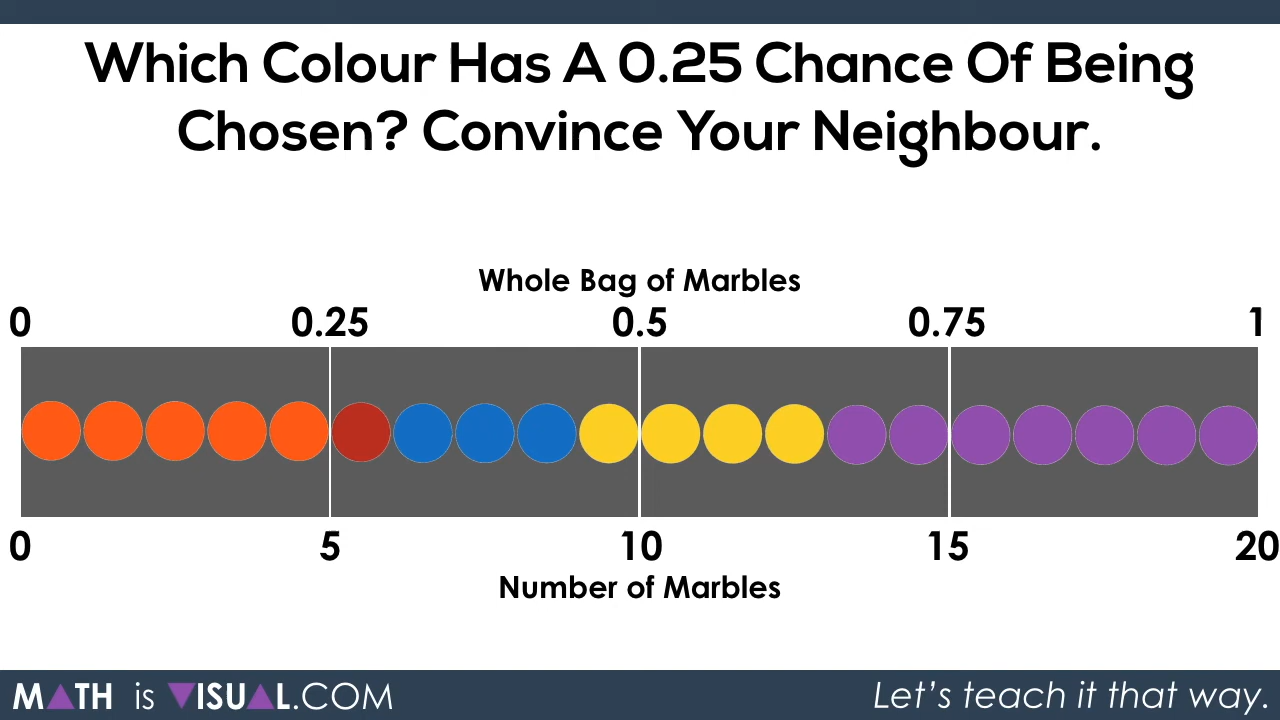 Which Colour Has A 0.25 Chance Of Being
Chosen? Convince Your Neighbour.
Whole Bag of Marbles
0 0.25 0.5 0.75 1
0 5 10 15 20
Number of Marbles
MATH is VISUAL.COM
Let's teach it that way.